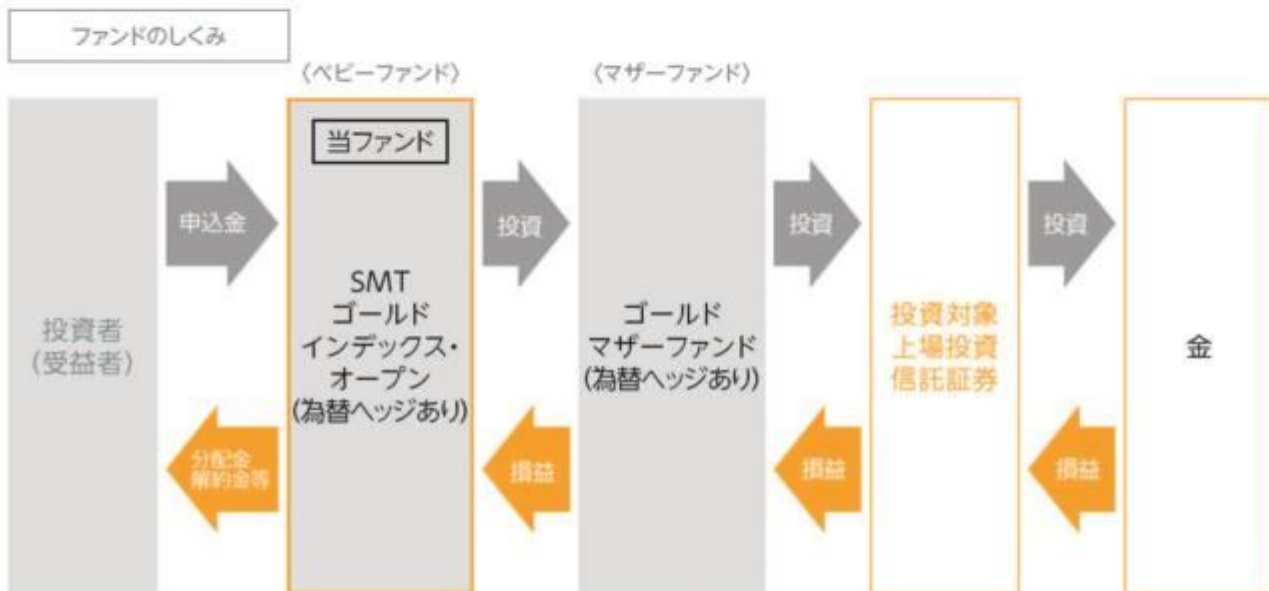 ファンドのしくみ
〈ベビーファンド〉
〈マザーファンド〉
当ファンド
申込金
投資
投資
投資
投資者
(受益者)
SMT
ゴールド
インデックス・
オープン
(為替ヘッジあり)
ゴールド
マザーファンド
(為替ヘッジあり)
投資対象
上場投資
信託証券
金
分配金
解約金等
損益
損益
損益